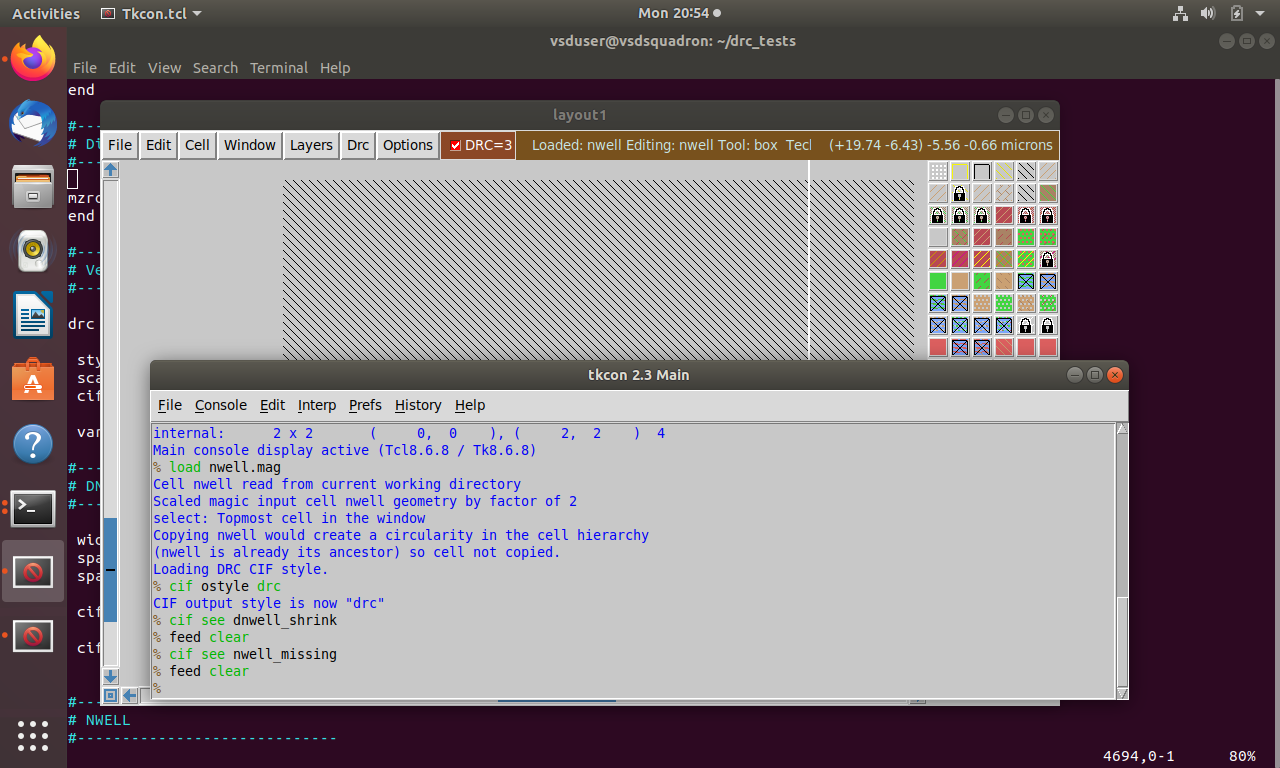 Activities Tkcon.tcl Mon 20:54
vsduser@vsdsquadron: ~/drc_tests
File Edit View Search Terminal Help
end
layout1
#---
# Di
#---
mzrc
end
#---
# Ve
#---
drc
sty
sca
cif
var
#---
# DN
#---
wid
spa
spa
cif
cif
File Edit Cell Window Layers Drc Options DRC=3 Loaded: nwell Editing: nwell Tool: box Tecl (+19.74 -6.43) -5.56 -0.66 microns
tkcon 2.3 Main
File Console Edit Interp Prefs History Help
internal: 2 x 2 ( 0, 0 ), ( 2, 2 ) 4
Main console display active (Tcl8.6.8 / Tk8.6.8)
% load nwell.mag
Cell nwell read from current working directory
Scaled magic input cell nwell geometry by factor of 2
select: Topmost cell in the window
Copying nwell would create a circularity in the cell hierarchy
(nwell is already its ancestor) so cell not copied.
Loading DRC CIF style.
% cif ostyle drc
CIF output style is now "drc"
% cif see dnwell_shrink
% feed clear
% cif see nwell_missing
% feed clear
%
#---
# NWELL
#-----------------------------
4694,0-1 80%